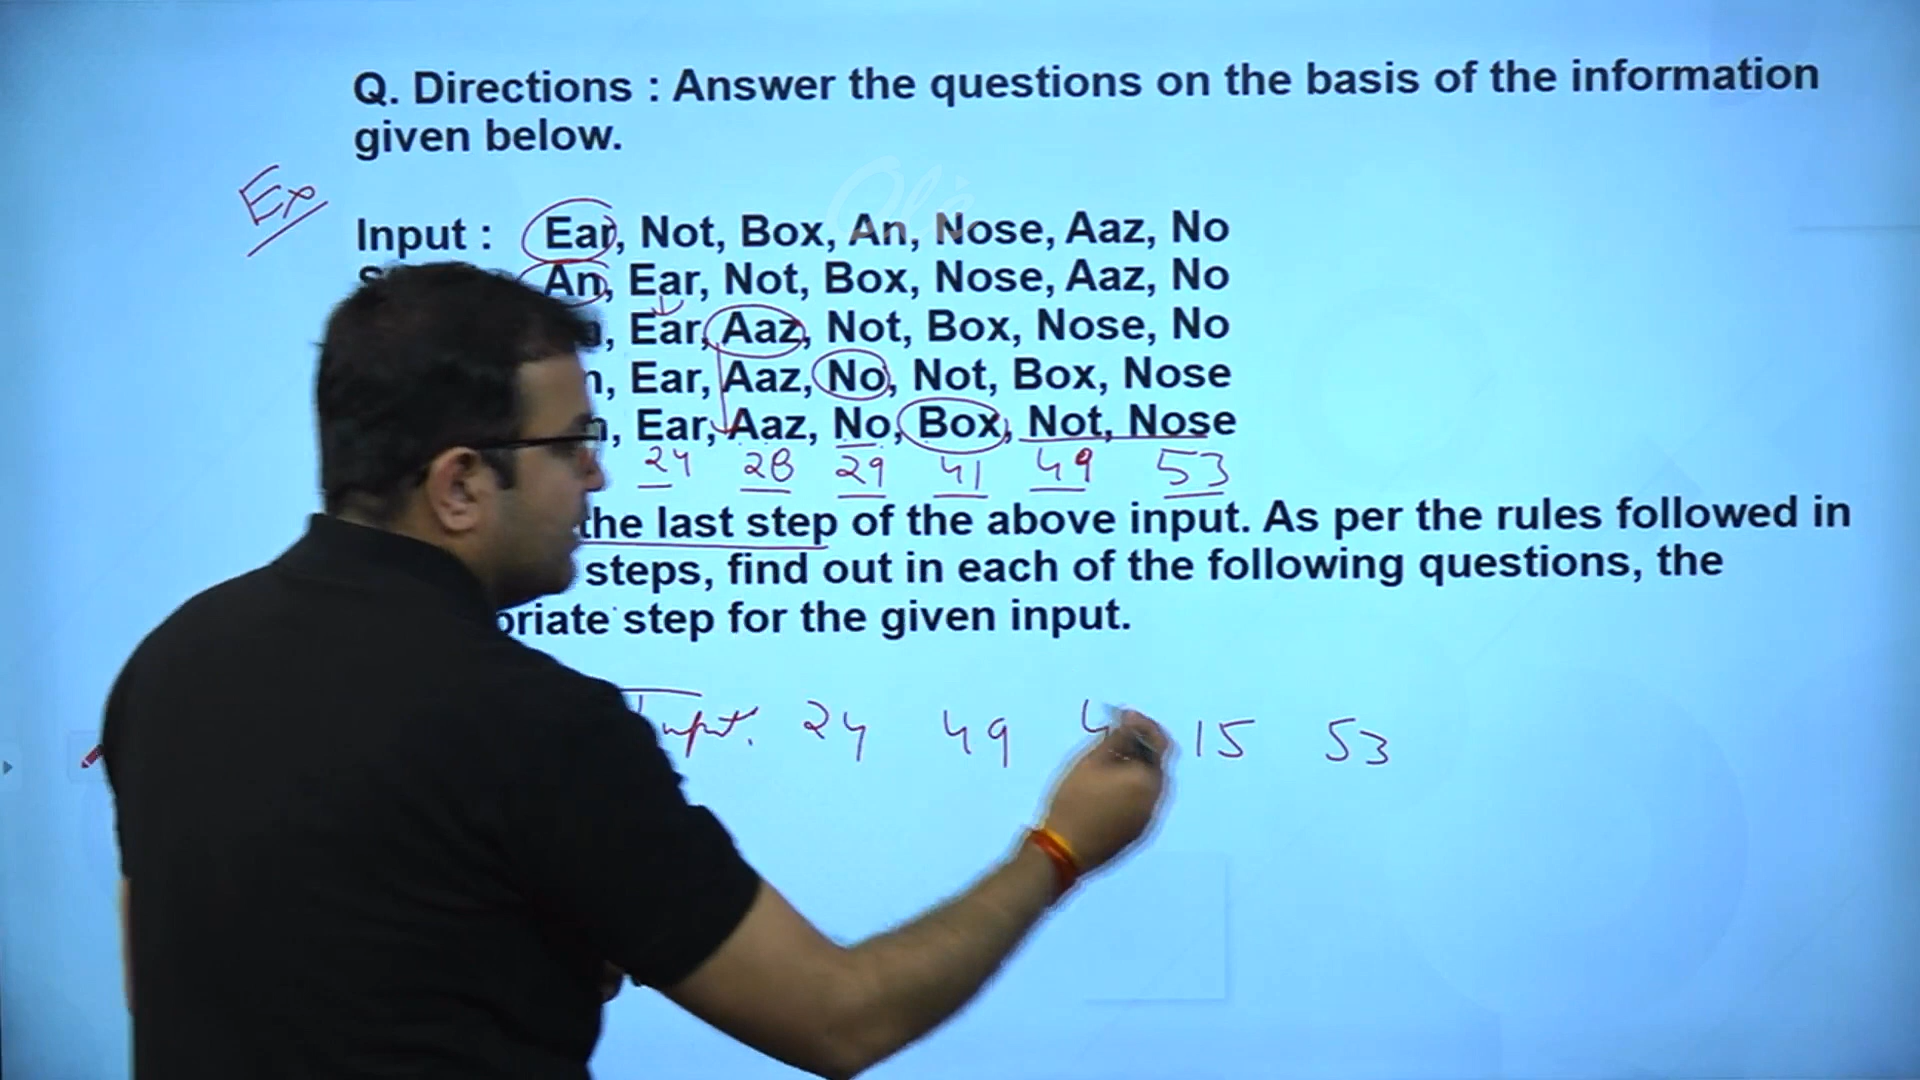 Q. Directions : Answer the questions on the basis of the information
given below.
Ex
Input : Ear, Not, Box, An, Nose, Aaz, No
An, Ear, Not, Box, Nose, Aaz, No
Ear, Aaz, Not, Box, Nose, No
Ear, Aaz, No, Not, Box, Nose
Ear, Aaz, No, Box, Not, Nose
24 28 29 41 49 53
the last step of the above input. As per the rules followed in
steps, find out in each of the following questions, the
step for the given input.
24 49 15 53